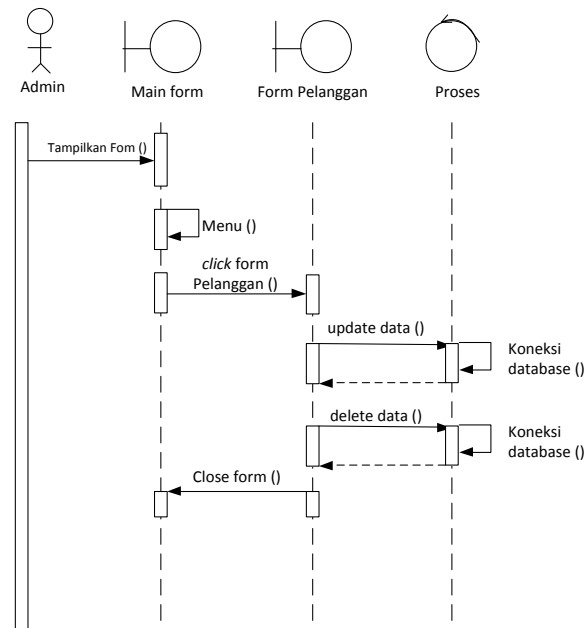 Admin
Main form
Form Pelanggan
Proses
Tampilkan Fom ()
Menu ()
click form
Pelanggan ()
update data ()
Koneksi
database ()
delete data ()
Koneksi
database ()
Close form ()